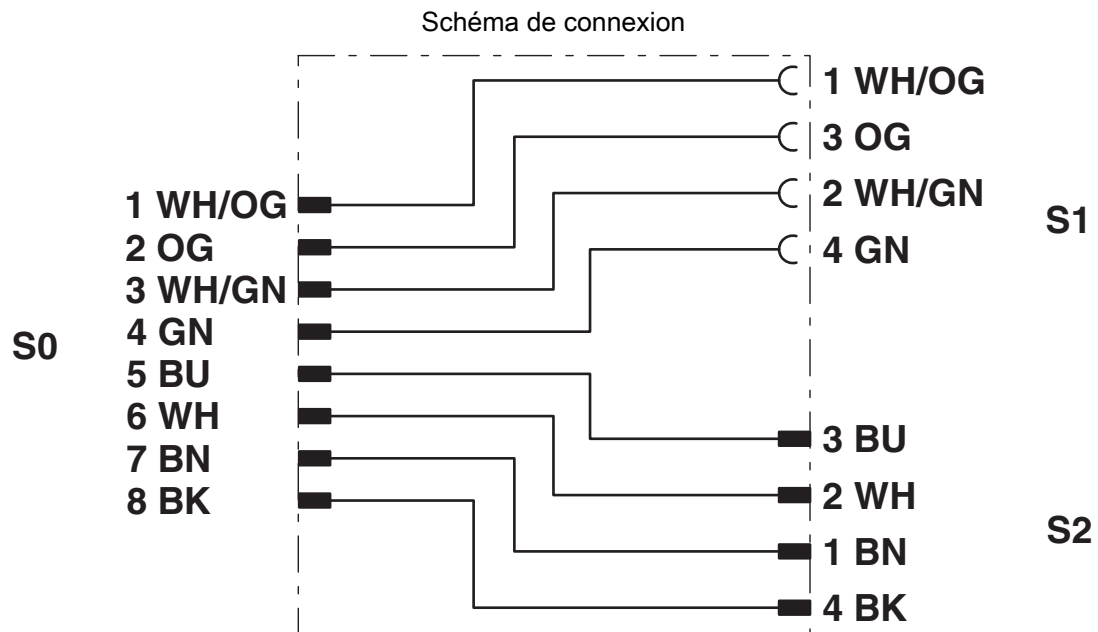 Schéma de connexion
S0
1 WH/OG
2 OG
3 WH/GN
4 GN
5 BU
6 WH
7 BN
8 BK
1 WH/OG
3 OG
2 WH/GN
4 GN
S1
3 BU
2 WH
1 BN
4 BK
S2